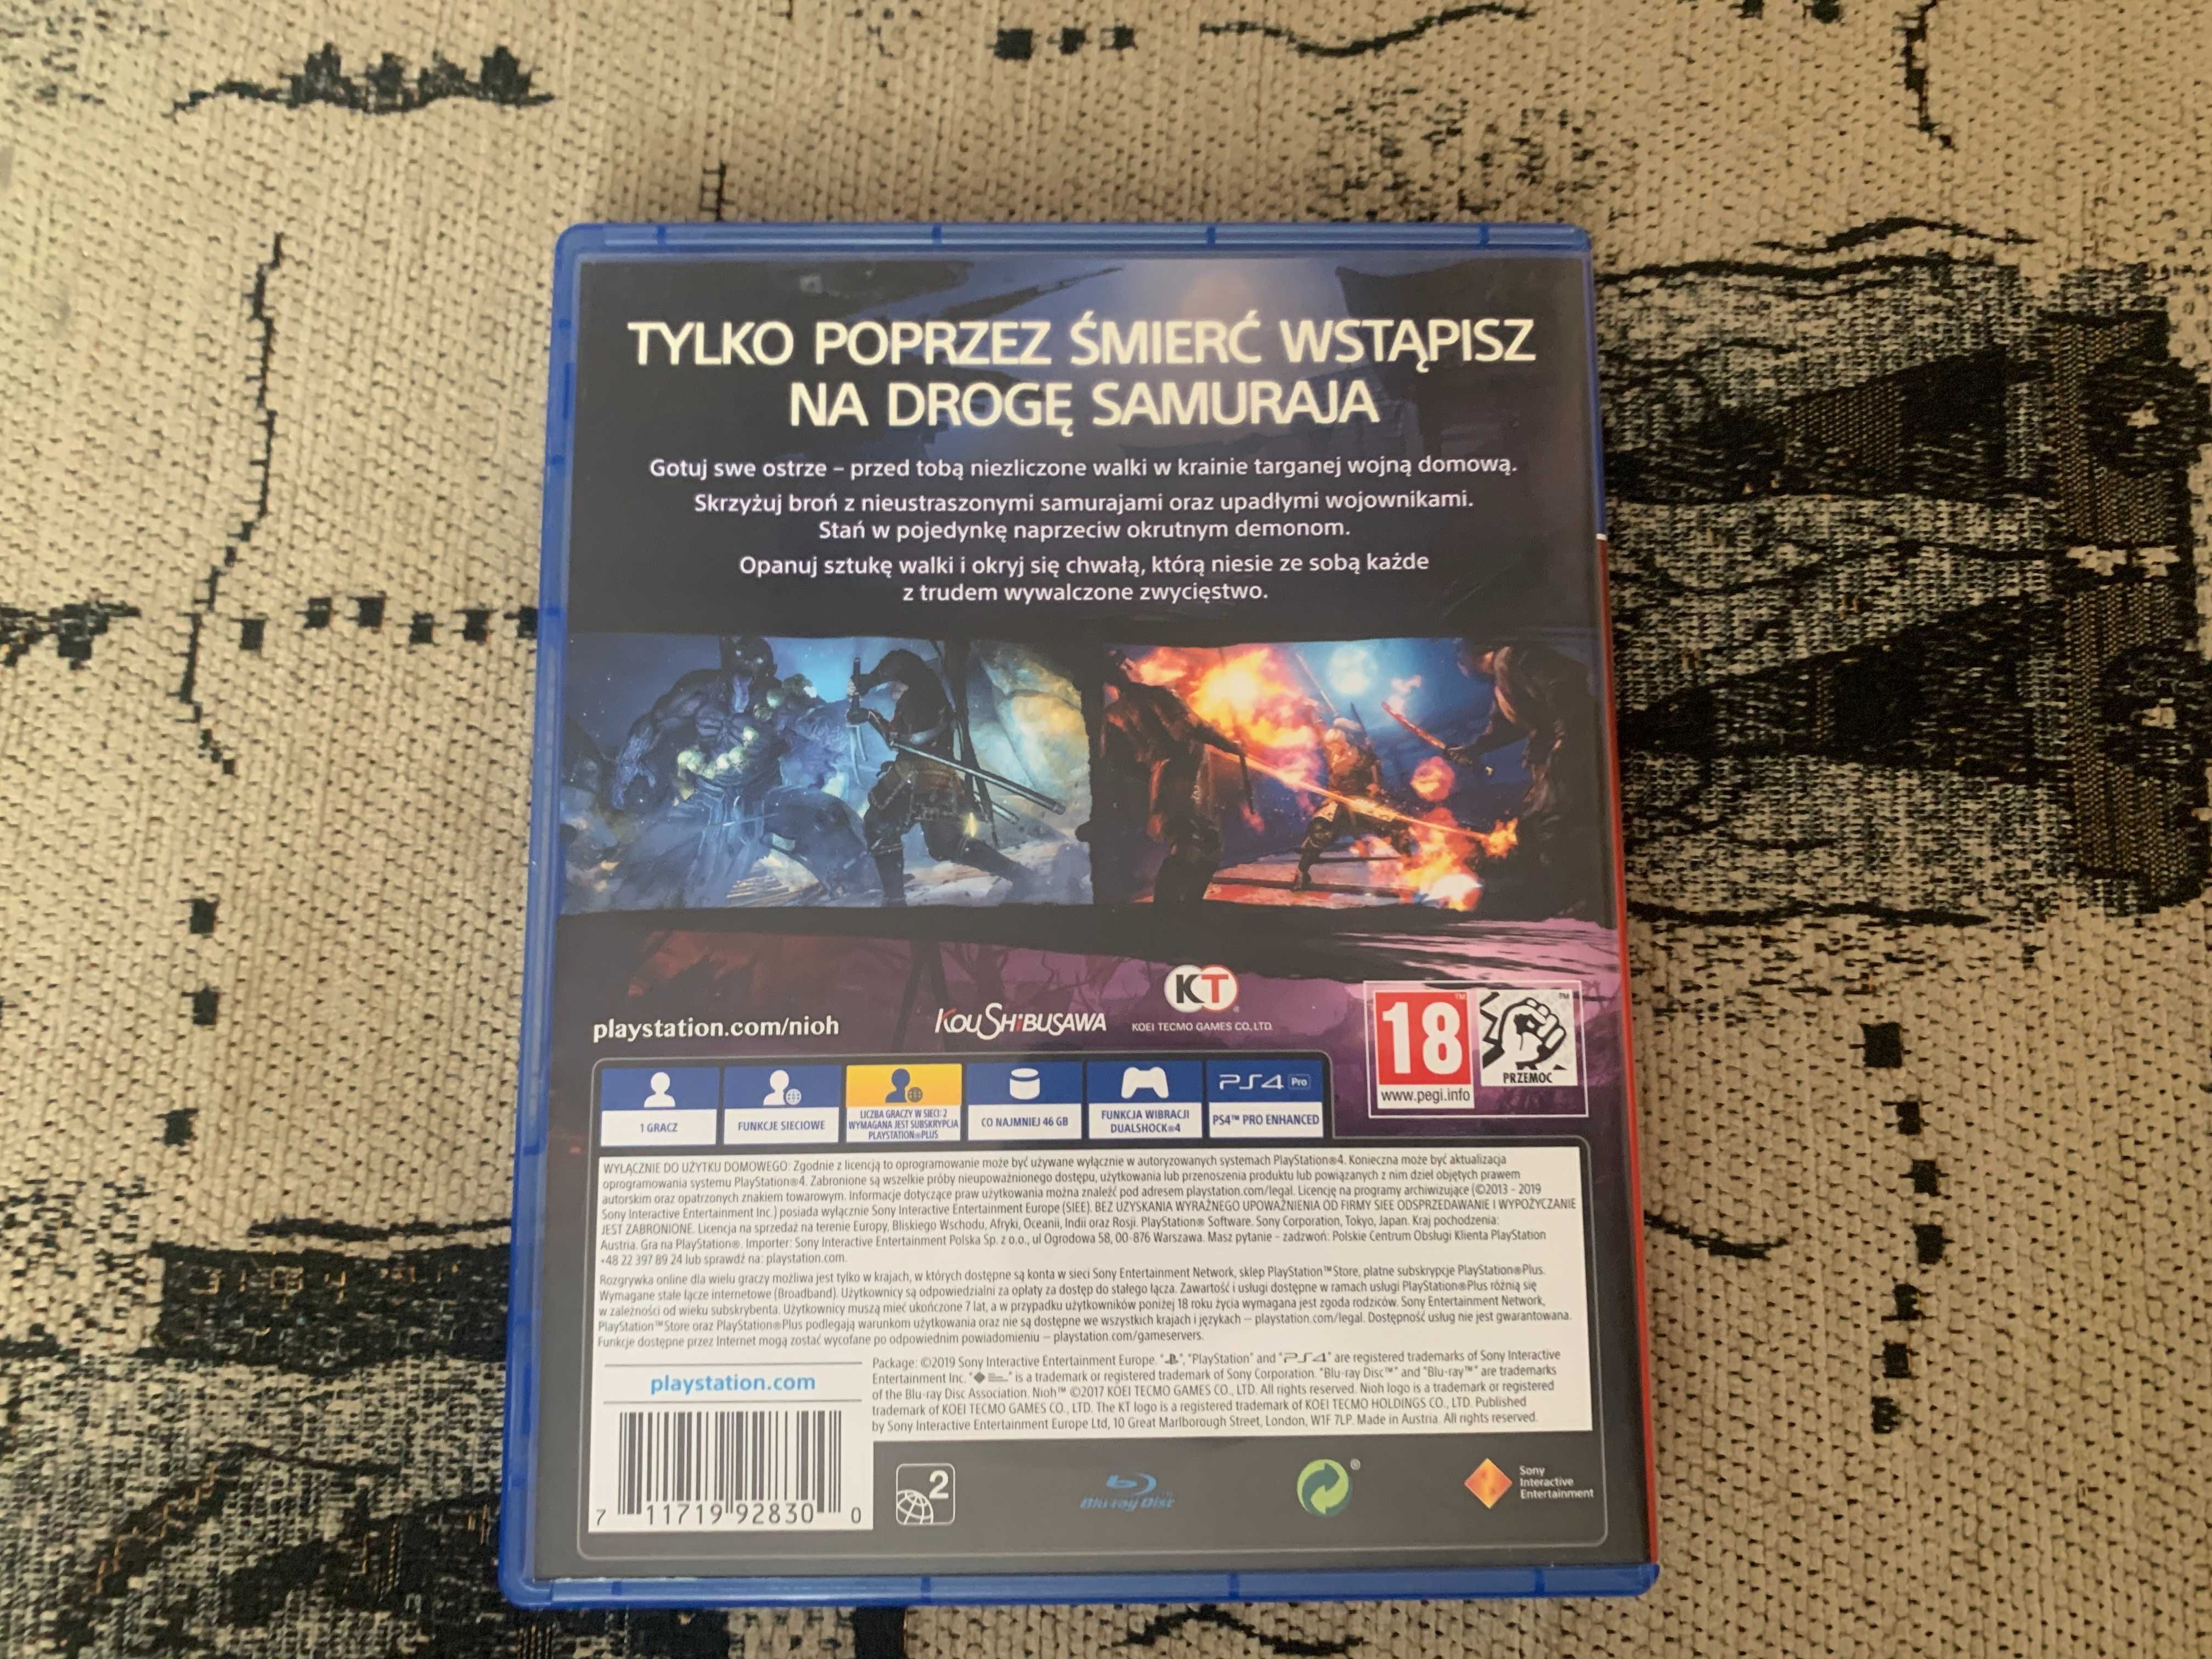 TYLKO POPRZEZ ŚMIERĆ WSTĄPISZ
NA DROGĘ SAMURAJA
Gotuj swe ostrze – przed tobą niezliczone walki w krainie targanej wojną domową.
Skrzyżuj broń z nieustraszonymi samurajami oraz upadłymi wojownikami.
Stań w pojedynkę naprzeciw okrutnym demonom.
Opanuj sztukę walki i okryj się chwałą, którą niesie ze sobą każde
z trudem wywalczone zwycięstwo.
playstation.com/nioh
KOU SHIBUSAWA
KT
KOEI TECMO GAMES CO., LTD.
18
www.pegi.info
PRZEMOC
1 GRACZ
FUNKCJE SIECIOWE
LICZBA GRACZY W SIECI: 2
WYMAGANA JEST SUBSKRYPCJA
PLAYSTATION®PLUS
CO NAJMNIEJ 46 GB
FUNKCJA WIBRACJI
DUALSHOCK®4
PS4 Pro
PS4™ PRO ENHANCED
WYŁĄCZNIE DO UŻYTKU DOMOWEGO: Zgodnie z licencją to oprogramowanie może być używane wyłącznie w autoryzowanych systemach PlayStation®4. Konieczna może być aktualizacja
oprogramowania systemu PlayStation®4. Zabronione są wszelkie próby nieupoważnionego dostępu, użytkowania lub przenoszenia produktu lub powiązanych z nim dzieł objętych prawem
autorskim oraz opatrzonych znakiem towarowym. Informacje dotyczące praw użytkowania można znaleźć pod adresem playstation.com/legal. Licencję na programy archiwizujące (©2013 - 2019
Sony Interactive Entertainment Inc.) posiada wyłącznie Sony Interactive Entertainment Europe (SIEE). BEZ UZYSKANIA WYRAŹNEGO UPOWAŻNIENIA OD FIRMY SIEE ODSPRZEDAWANIE I WYPOŻYCZANIE
JEST ZABRONIONE. Licencja na sprzedaż na terenie Europy, Bliskiego Wschodu, Afryki, Oceanii, Indii oraz Rosji. PlayStation® Software. Sony Corporation, Tokyo, Japan. Kraj pochodzenia:
Austria. Gra na PlayStation®. Importer: Sony Interactive Entertainment Polska Sp. z o.o., ul Ogrodowa 58, 00-876 Warszawa. Masz pytanie – zadzwoń: Polskie Centrum Obsługi Klienta PlayStation
+48 22 397 89 24 lub sprawdź na: playstation.com.
Rozgrywka online dla wielu graczy możliwa jest tylko w krajach, w których dostępne są konta w sieci Sony Entertainment Network, sklep PlayStation™Store, płatne subskrypcje PlayStation®Plus.
Wymagane stałe łącze internetowe (Broadband). Użytkownicy są odpowiedzialni za opłaty za dostęp do stałego łącza. Zawartość i usługi dostępne w ramach usługi PlayStation®Plus różnią się
w zależności od wieku subskrybenta. Użytkownicy muszą mieć ukończone 7 lat, a w przypadku użytkowników poniżej 18 roku życia wymagana jest zgoda rodziców. Sony Entertainment Network,
PlayStation™Store oraz PlayStation®Plus podlegają warunkom użytkowania oraz nie są dostępne we wszystkich krajach i językach – playstation.com/legal. Dostępność usług nie jest gwarantowana.
Funkcje dostępne przez Internet mogą zostać wycofane po odpowiednim powiadomieniu – playstation.com/gameservers.
playstation.com
Package: ©2019 Sony Interactive Entertainment Europe. "", "PlayStation" and "PS4" are registered trademarks of Sony Interactive
Entertainment Inc. "" is a trademark or registered trademark of Sony Corporation. "Blu-ray Disc™" and "Blu-ray™" are trademarks
of the Blu-ray Disc Association. Nioh™ ©2017 KOEI TECMO GAMES CO., LTD. All rights reserved. Nioh logo is a trademark or registered
trademark of KOEI TECMO GAMES CO., LTD. The KT logo is a registered trademark of KOEI TECMO HOLDINGS CO., LTD. Published
by Sony Interactive Entertainment Europe Ltd, 10 Great Marlborough Street, London, W1F 7LP. Made in Austria. All rights reserved.
7 11719 92830 0
2
Blu-ray Disc
Sony
Interactive
Entertainment